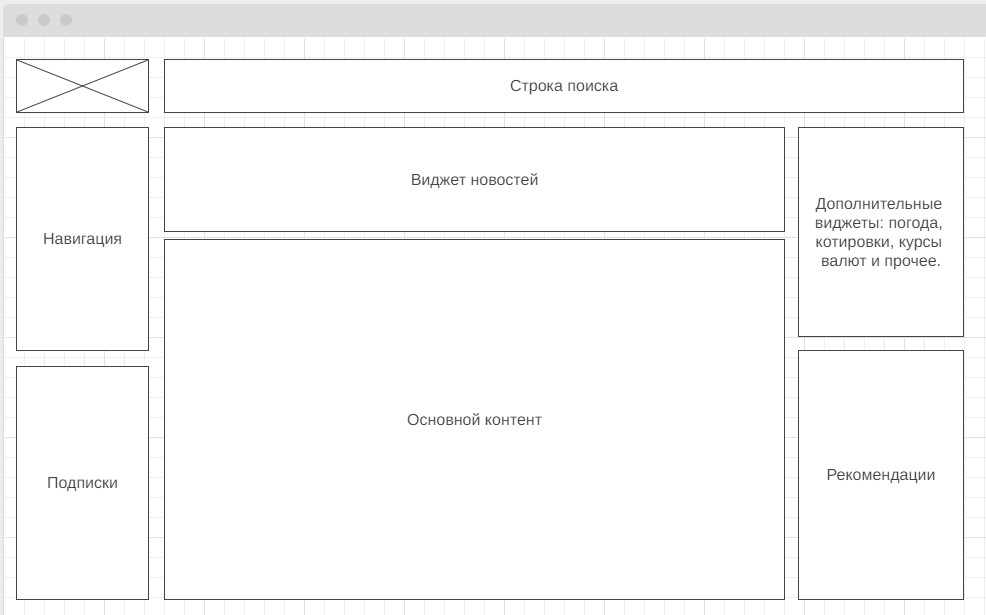 Строка поиска
Навигация
Виджет новостей
Дополнительные
виджеты: погода,
котировки, курсы
валют и прочее.
Подписки
Основной контент
Рекомендации